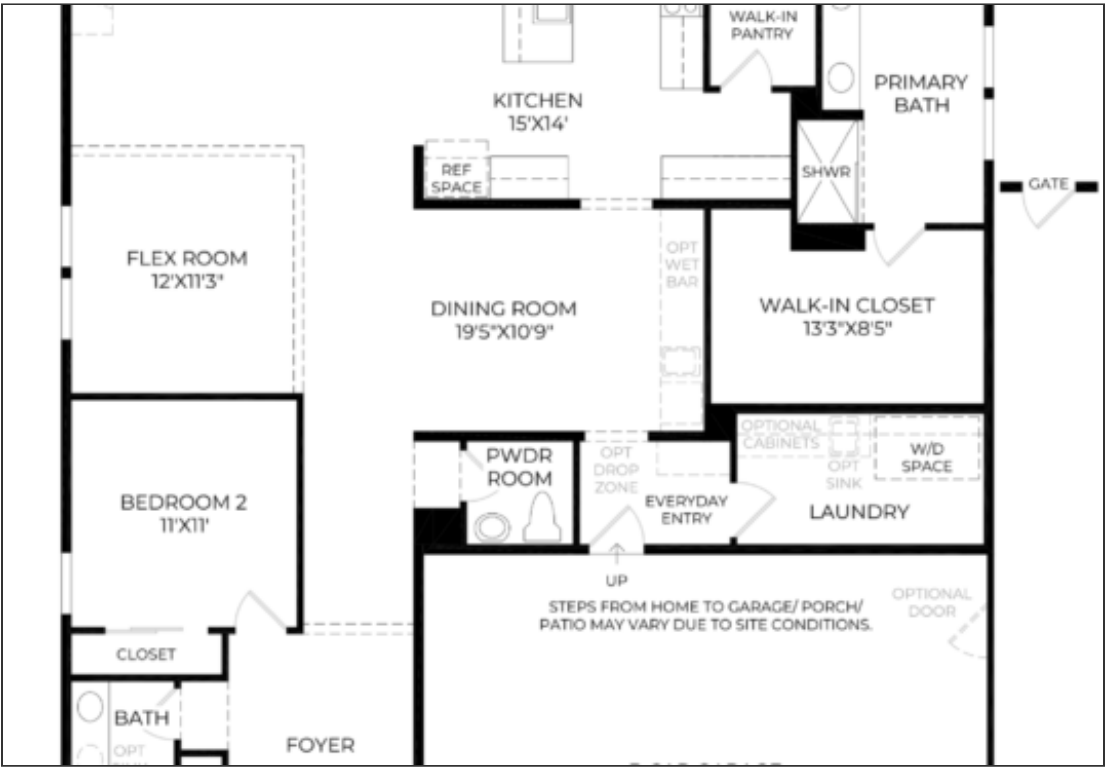 WALK-IN
PANTRY
PRIMARY
BATH
KITCHEN
15'X14'
REF
SPACE
SHWR
GATE
FLEX ROOM
12'X11'3"
OPT
WET
BAR
DINING ROOM
19'5"X10'9"
WALK-IN CLOSET
13'3"X8'5"
OPTIONAL
CABINETS
W/D
SPACE
OPT
SINK
LAUNDRY
PWDR
ROOM
OPT
DROP
ZONE
EVERYDAY
ENTRY
BEDROOM 2
11'X11'
UP
STEPS FROM HOME TO GARAGE/ PORCH/
PATIO MAY VARY DUE TO SITE CONDITIONS.
OPTIONAL
DOOR
CLOSET
BATH
OPT
FOYER